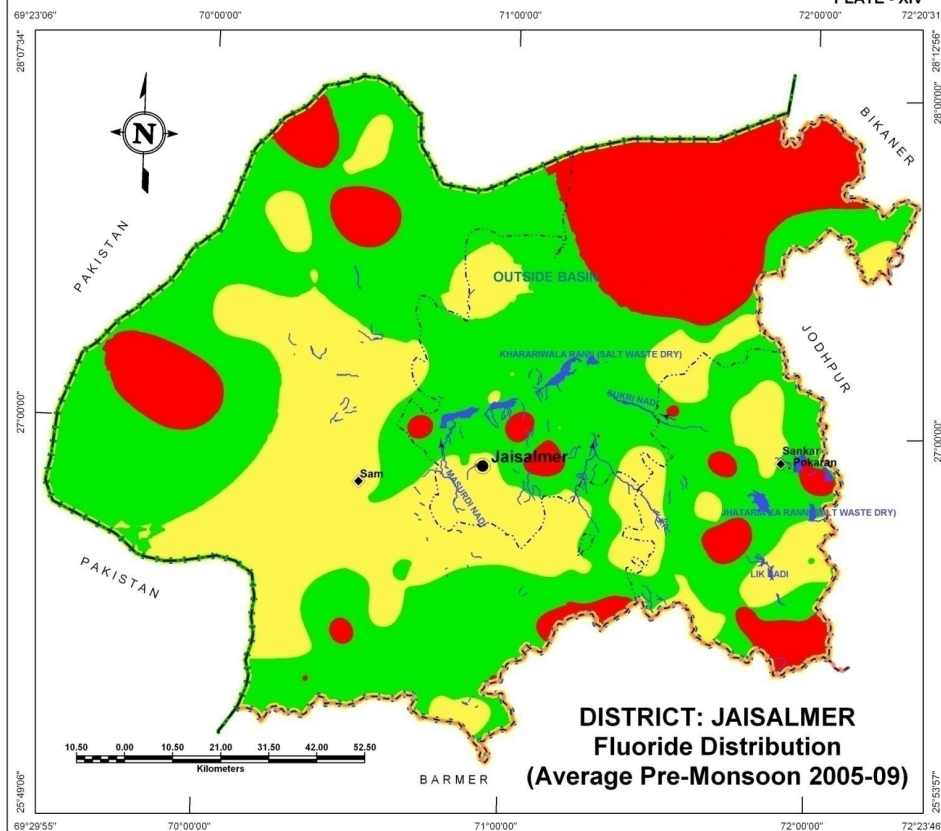 PLATE - XIV
69°23'06" 70°00'00" 71°00'00" 72°00'00" 72°20'31"
28°07'34"
28°12'56"
28°00'00"
N
BIKANER
PAKISTAN
OUTSIDE BASIN
JODHPUR
KHARARIWALA RANN (SALT WASTE DRY)
SUKRI NADI
27°00'00"
27°00'00"
Jaisalmer
Sankar
Pokaran
Sam
MASURDI NADI
JHATARIA KA RANN (SALT WASTE DRY)
PAKISTAN
LIK NADI
DISTRICT: JAISALMER
Fluoride Distribution
(Average Pre-Monsoon 2005-09)
10.50 0.00 10.50 21.00 31.50 42.00 52.50
Kilometers
BARMER
25°49'06"
25°53'57"
69°29'55" 70°00'00" 71°00'00" 72°00'00" 72°23'46"